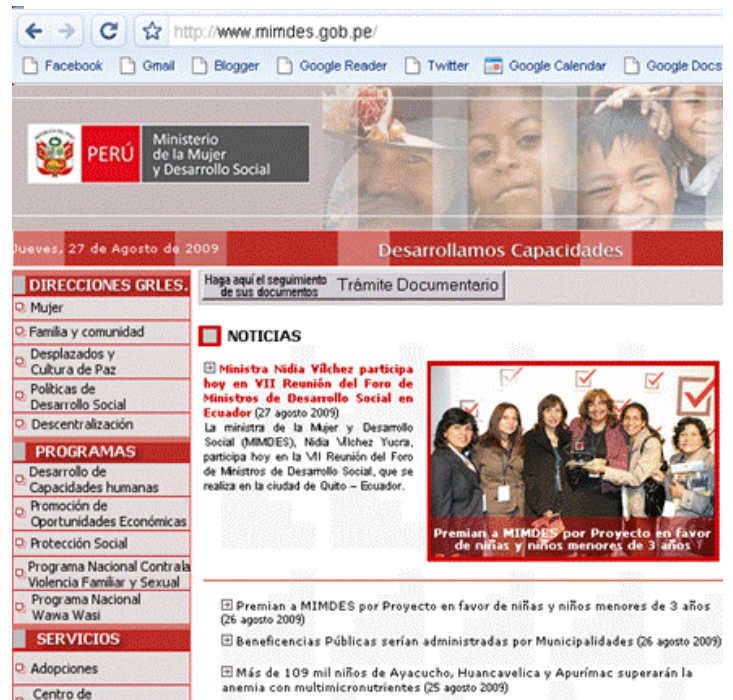 http://www.mimdes.gob.pe/
Facebook Gmail Blogger Google Reader Twitter Google Calendar Google Docs
PERÚ
Ministerio
de la Mujer
y Desarrollo Social
Jueves, 27 de Agosto de 2009
Desarrollamos Capacidades
DIRECCIONES GRLES.
Mujer
Familia y comunidad
Desplazados y
Cultura de Paz
Políticas de
Desarrollo Social
Descentralización
PROGRAMAS
Desarrollo de
Capacidades humanas
Promoción de
Oportunidades Económicas
Protección Social
Programa Nacional Contra la
Violencia Familiar y Sexual
Programa Nacional
Wawa Wasi
SERVICIOS
Adopciones
Centro de
Haga aquí el seguimiento
de sus documentos
Trámite Documentario
NOTICIAS
Ministra Nidia Vílchez participa
hoy en VII Reunión del Foro de
Ministros de Desarrollo Social en
Ecuador (27 agosto 2009)
La ministra de la Mujer y Desarrollo
Social (MIMDES), Nidia Vílchez Yucra,
participa hoy en la VII Reunión del Foro
de Ministros de Desarrollo Social, que se
realiza en la ciudad de Quito – Ecuador.
Premian a MIMDES por Proyecto en favor
de niñas y niños menores de 3 años
Premian a MIMDES por Proyecto en favor de niñas y niños menores de 3 años
(26 agosto 2009)
Beneficencias Públicas serían administradas por Municipalidades (26 agosto 2009)
Más de 109 mil niños de Ayacucho, Huancavelica y Apurímac superarán la
anemia con multimicronutrientes (25 agosto 2009)